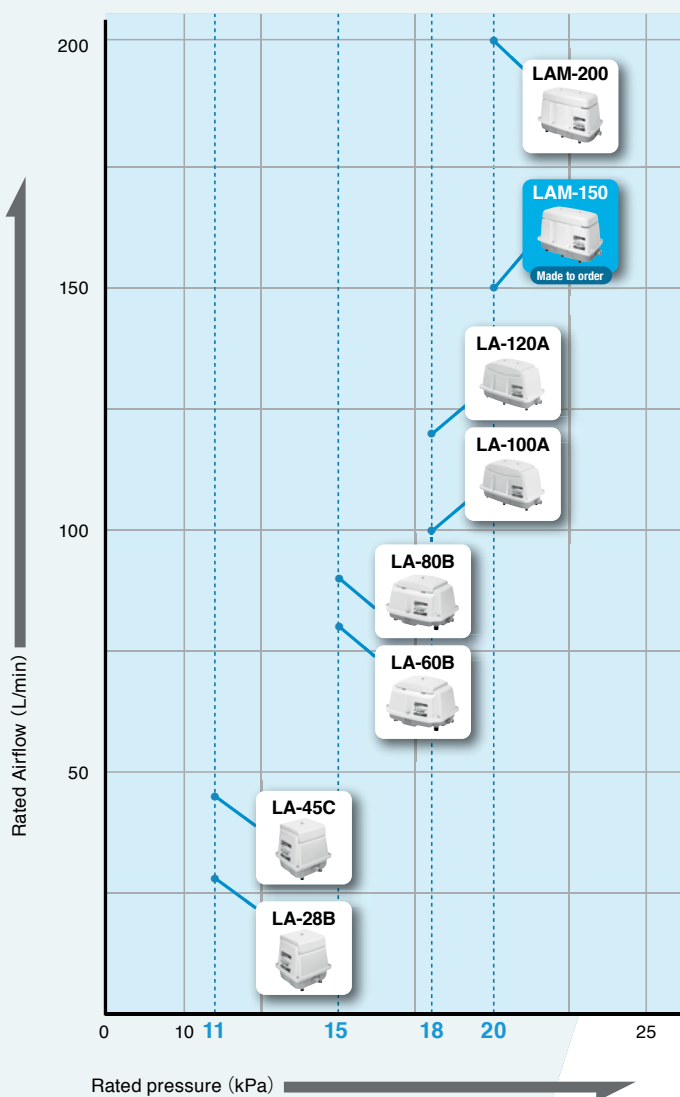 200
LAM-200
LAM-150
Made to order
150
LA-120A
LA-100A
100
LA-80B
LA-60B
50
LA-45C
LA-28B
Rated Airflow (L/min)
0 10 11 15 18 20 25
Rated pressure (kPa)